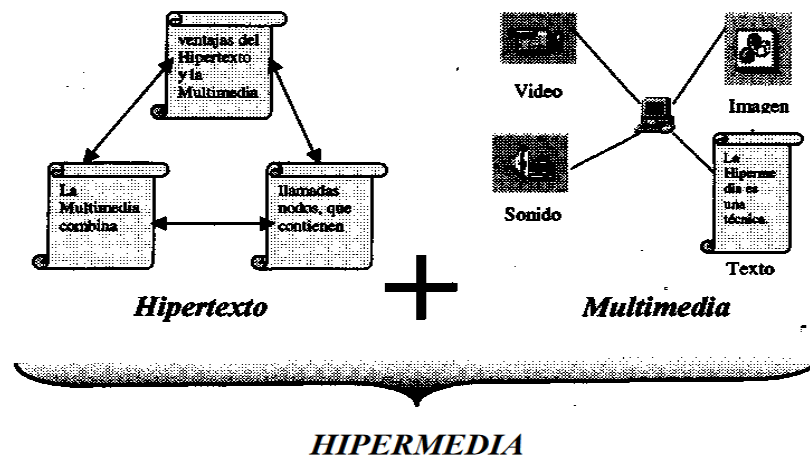 ventajas del
Hipertexto
y la
Multimedia
La
Multimedia
combina
llamadas
nodos, que
contienen
Hipertexto
+
Video
Imagen
Sonido
La
Hiperme
dia es
una
técnica.
Texto
Multimedia
HIPERMEDIA